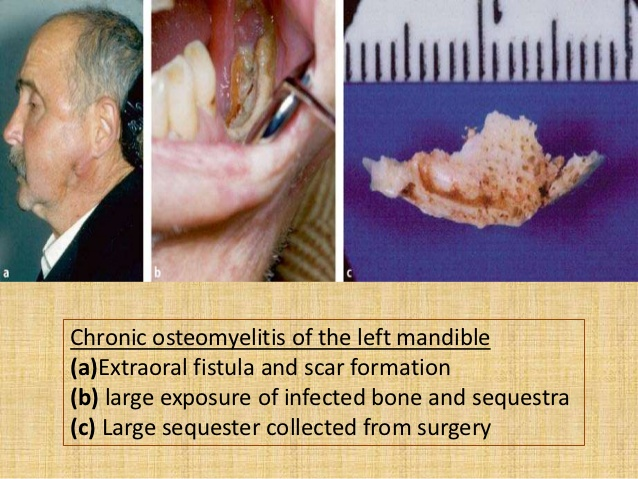 a
b
c
Chronic osteomyelitis of the left mandible
(a)Extraoral fistula and scar formation
(b) large exposure of infected bone and sequestra
(c) Large sequester collected from surgery